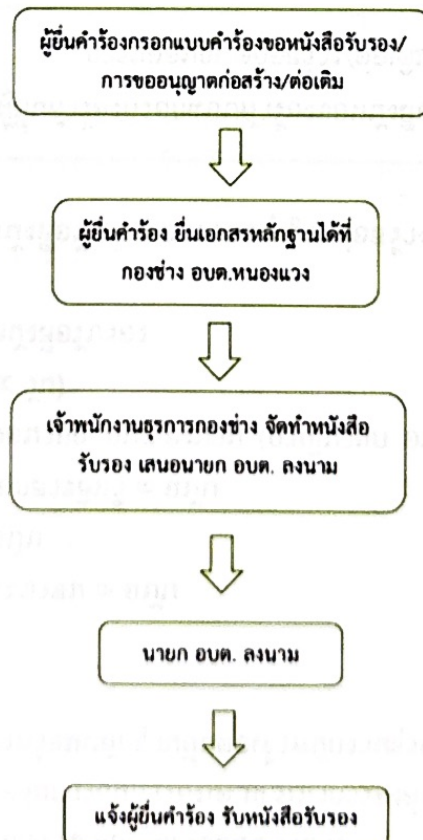 ผู้ยื่นคำร้องกรอกแบบคำร้องขอหนังสือรับรอง/
การขออนุญาตก่อสร้าง/ต่อเติม
ผู้ยื่นคำร้อง ยื่นเอกสรหลักฐานได้ที่
กองช่าง อบต.หนองแวง
เจ้าพนักงานธุรการกองช่าง จัดทำหนังสือ
รับรอง เสนอนายก อบต. ลงนาม
นายก อบต. ลงนาม
แจ้งผู้ยื่นคำร้อง รับหนังสือรับรอง